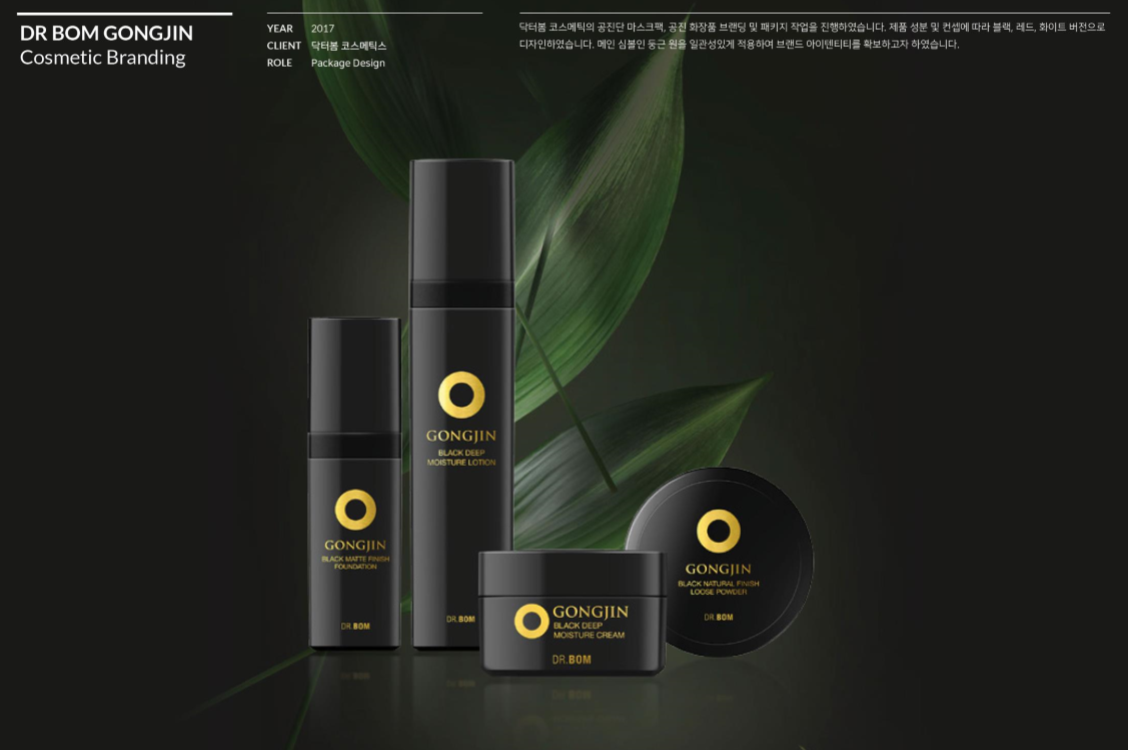 DR BOM GONGJIN
Cosmetic Branding
YEAR 2017
CLIENT 닥터봄 코스메틱스
ROLE Package Design
닥터봄 코스메틱의 공진단 마스크팩, 공진 화장품 브랜딩 및 패키지 작업을 진행하였습니다. 제품 성분 및 컨셉에 따라 블랙, 레드, 화이트 버전으로
디자인하였습니다. 메인 심볼인 둥근 원을 일관성있게 적용하여 브랜드 아이덴티티를 확보하고자 하였습니다.
GONGJIN
BLACK MATTE FINISH
FOUNDATION
DR.BOM
GONGJIN
BLACK DEEP
MOISTURE LOTION
DR.BOM
GONGJIN
BLACK DEEP
MOISTURE CREAM
DR.BOM
GONGJIN
BLACK NATURAL FINISH
LOOSE POWDER
DR.BOM